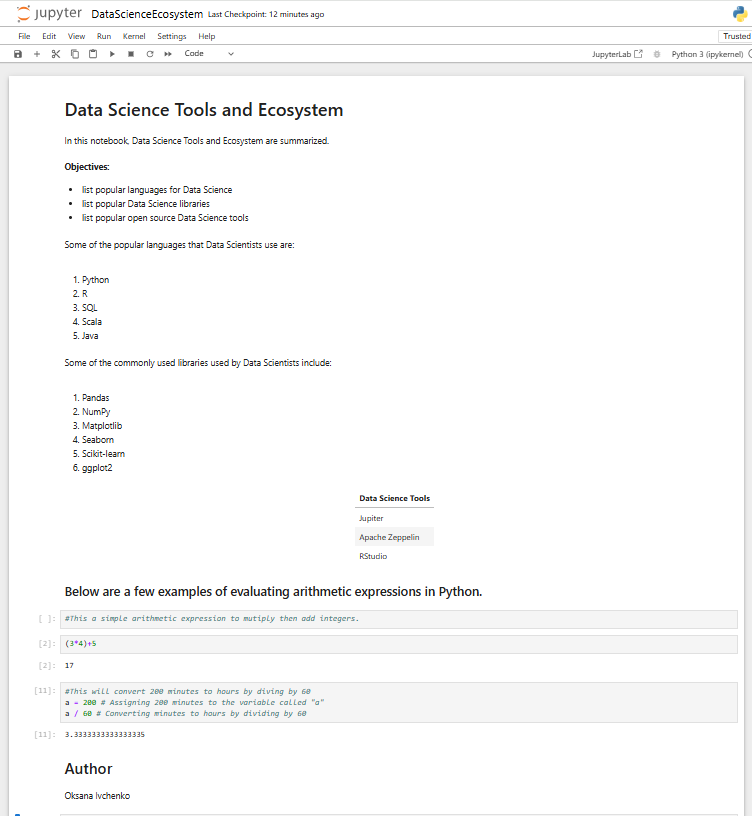 jupyter DataScienceEcosystem Last Checkpoint: 12 minutes ago
File Edit View Run Kernel Settings Help Trusted
Code JupyterLab Python 3 (ipykernel)
Data Science Tools and Ecosystem
In this notebook, Data Science Tools and Ecosystem are summarized.
Objectives:
• list popular languages for Data Science
• list popular Data Science libraries
• list popular open source Data Science tools
Some of the popular languages that Data Scientists use are:
1. Python
2. R
3. SQL
4. Scala
5. Java
Some of the commonly used libraries used by Data Scientists include:
1. Pandas
2. NumPy
3. Matplotlib
4. Seaborn
5. Scikit-learn
6. ggplot2
Data Science Tools
Jupiter
Apache Zeppelin
RStudio
Below are a few examples of evaluating arithmetic expressions in Python.
[ ]: #This a simple arithmetic expression to mutiply then add integers.
[2]: (3*4)+5
[2]: 17
[11]: #This will convert 200 minutes to hours by diving by 60
a = 200 # Assigning 200 minutes to the variable called "a"
a / 60 # Converting minutes to hours by dividing by 60
[11]: 3.3333333333333335
Author
Oksana Ivchenko